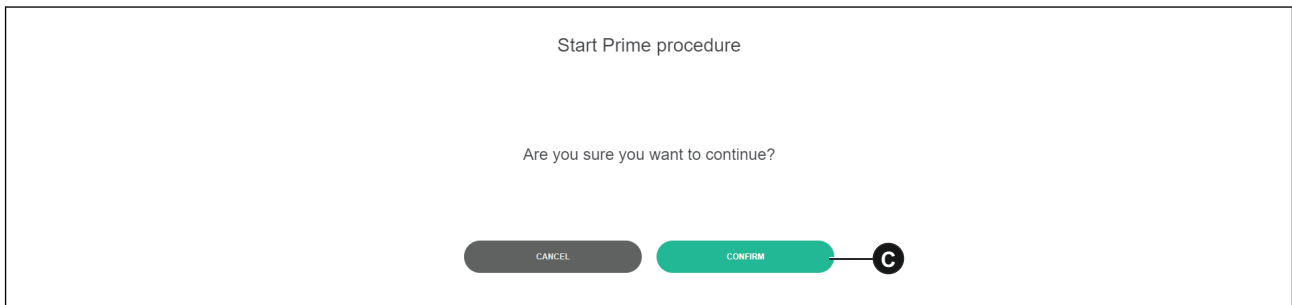 Start Prime procedure
Are you sure you want to continue?
CANCEL CONFIRM C